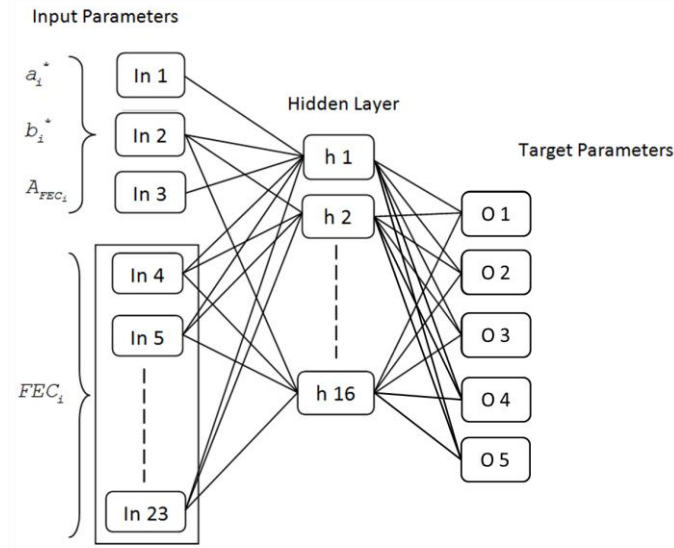 Input Parameters
a_i^*
In 1
Hidden Layer
b_i^*
In 2
h 1
Target Parameters
A_{FEC_i}
In 3
h 2
O 1
In 4
O 2
In 5
O 3
FEC_i
h 16
O 4
O 5
In 23